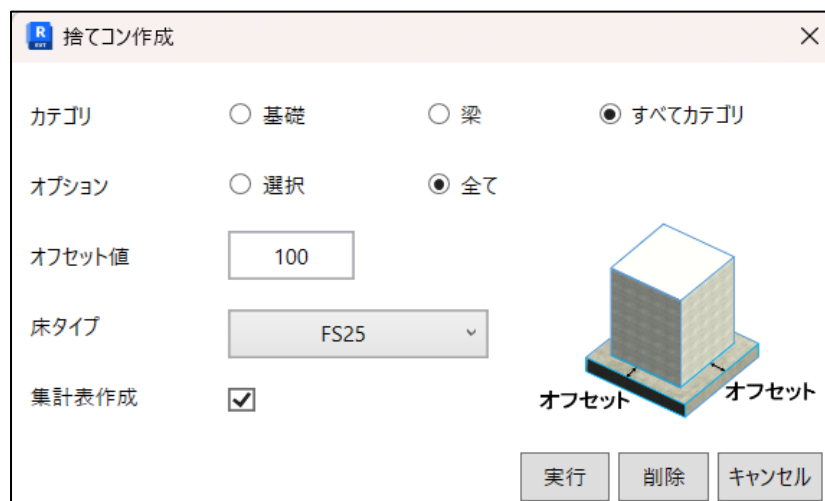 R
RVT
捨てコン作成
カテゴリ 基礎 梁 すべてカテゴリ
オプション 選択 全て
オフセット値 100
床タイプ FS25
集計表作成
オフセット オフセット
実行 削除 キャンセル